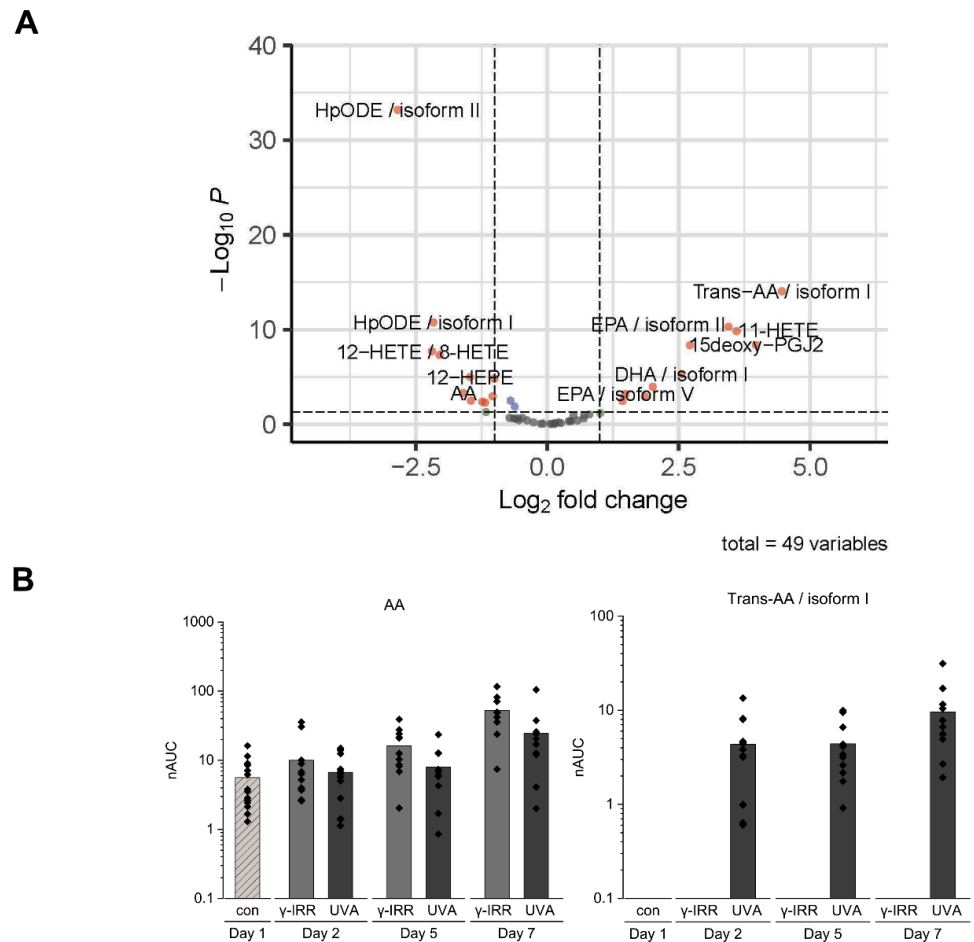 A
40
HpODE / isoform II
30
−Log10 P
20
Trans−AA / isoform I
HpODE / isoform I
EPA / isoform II
11-HETE
10
15deoxy−PGJ2
12−HETE / 8-HETE
12−HEPE
DHA / isoform I
AA
EPA / isoform V
0
−2.5
0.0
2.5
5.0
Log2 fold change
total = 49 variables
B
AA
1000
100
nAUC
10
1
0.1
con
γ-IRR
UVA
γ-IRR
UVA
γ-IRR
UVA
Day 1
Day 2
Day 5
Day 7
Trans-AA / isoform I
100
nAUC
10
1
0.1
con
γ-IRR
UVA
γ-IRR
UVA
γ-IRR
UVA
Day 1
Day 2
Day 5
Day 7